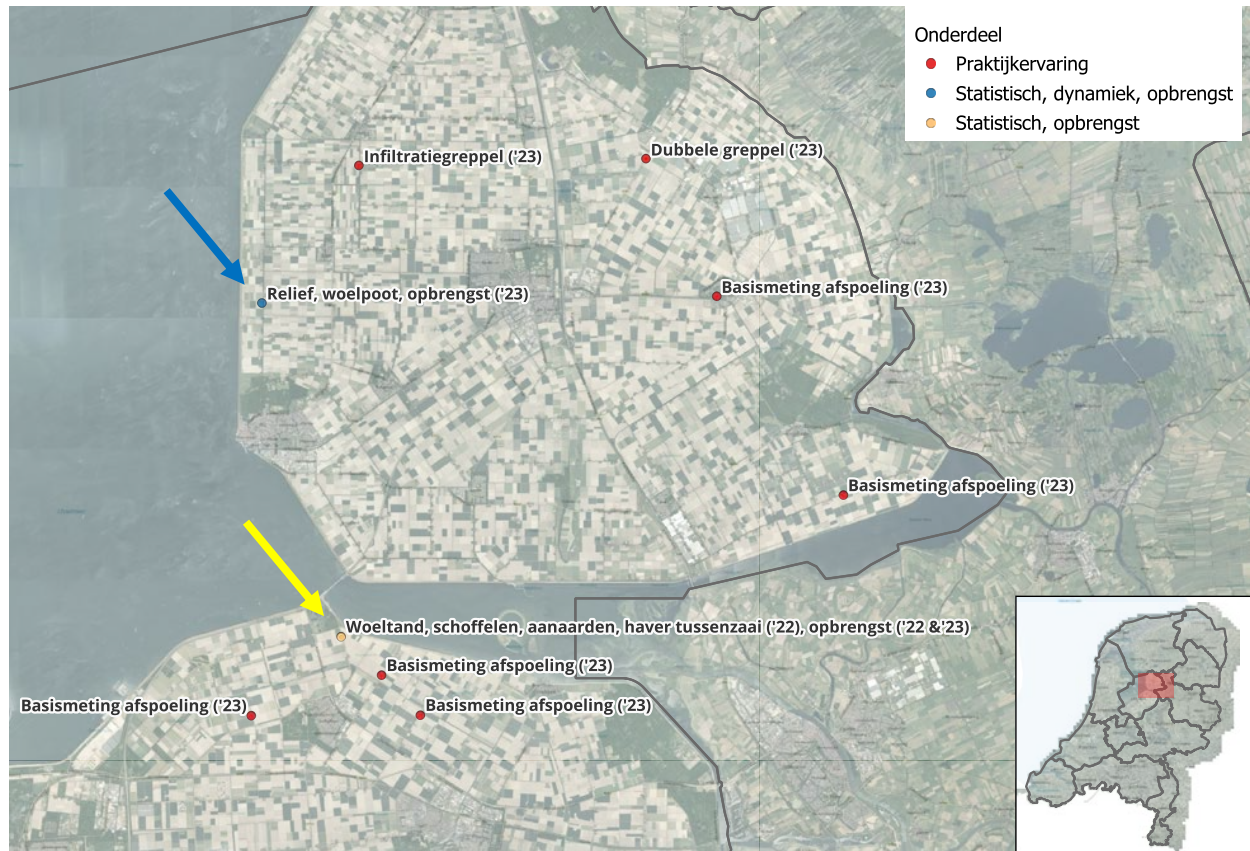 Onderdeel
Praktijkervaring
Statistisch, dynamiek, opbrengst
Statistisch, opbrengst
Infiltratiegreppel ('23)
Dubbele greppel ('23)
Relief, woelpoot, opbrengst ('23)
Basismeting afspoeling ('23)
Basismeting afspoeling ('23)
Woeltand, schoffelen, aanaarden, haver tussenzaai ('22), opbrengst ('22 &'23)
Basismeting afspoeling ('23)
Basismeting afspoeling ('23)
Basismeting afspoeling ('23)